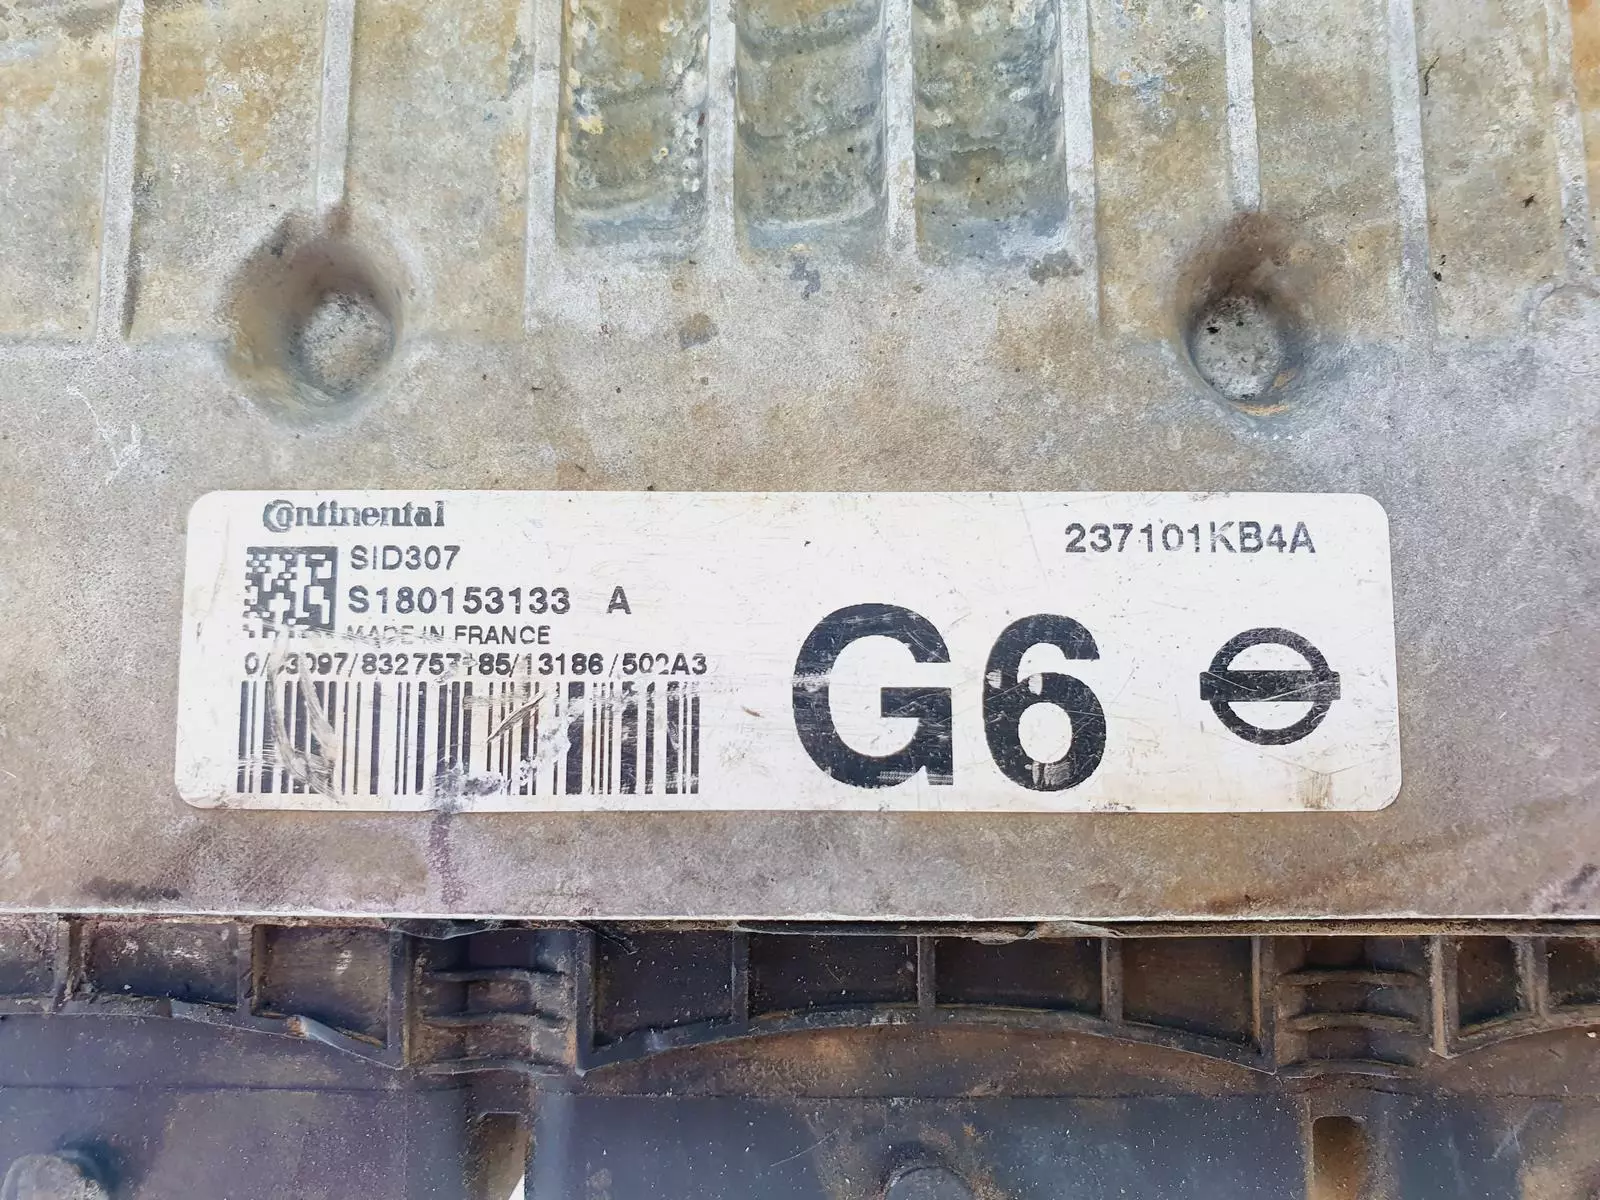 Continental
SID307
S180153133 A
MADE IN FRANCE
237101KB4A
G6